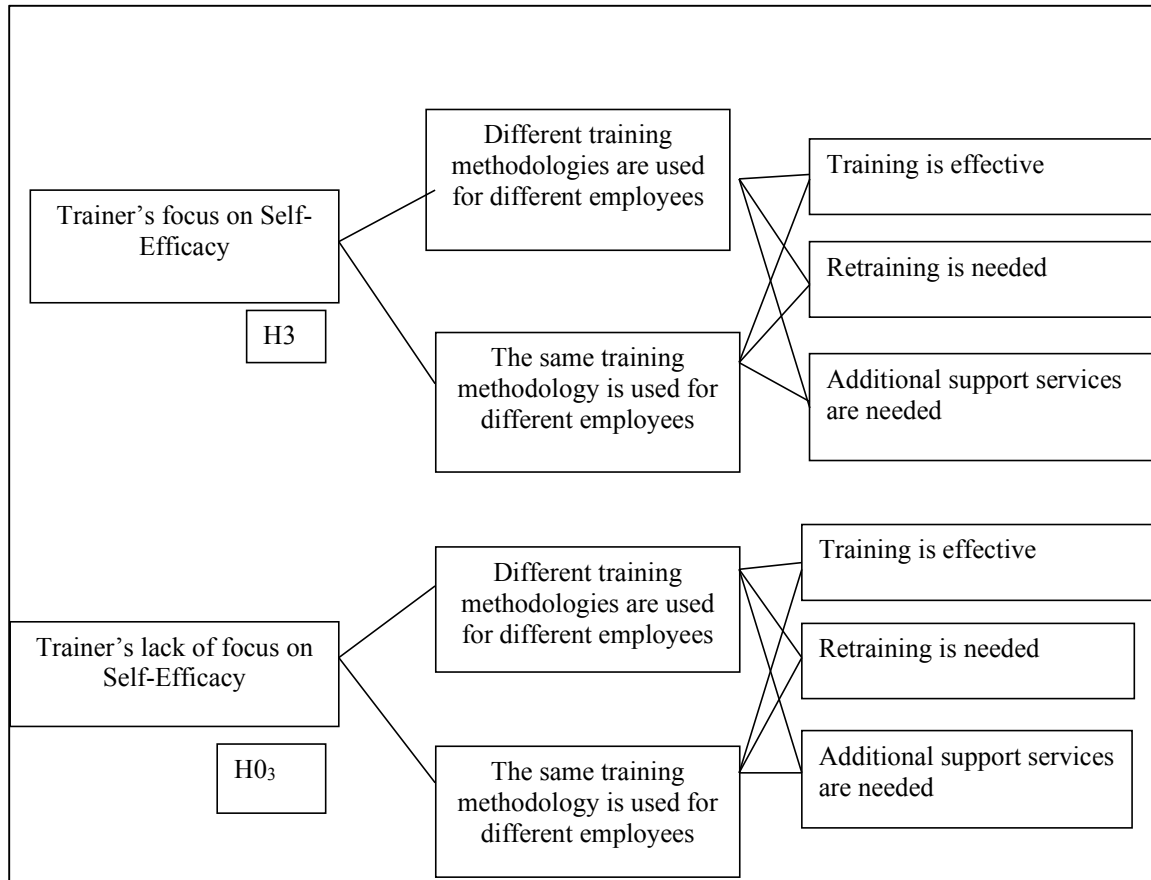 Trainer’s focus on Self-
Efficacy
H3
Different training
methodologies are used
for different employees
The same training
methodology is used for
different employees
Training is effective
Retraining is needed
Additional support services
are needed
Trainer’s lack of focus on
Self-Efficacy
H0₃
Different training
methodologies are used
for different employees
The same training
methodology is used for
different employees
Training is effective
Retraining is needed
Additional support services
are needed